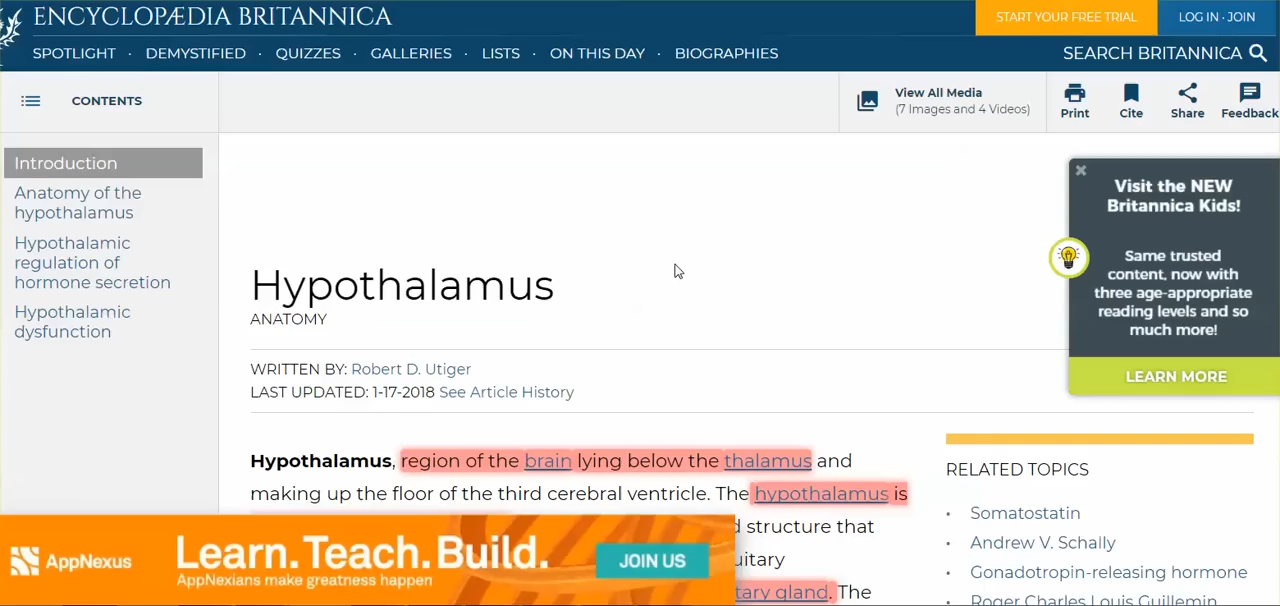 ENCYCLOPÆDIA BRITANNICA
START YOUR FREE TRIAL
LOG IN · JOIN
SPOTLIGHT · DEMYSTIFIED · QUIZZES · GALLERIES · LISTS · ON THIS DAY · BIOGRAPHIES
SEARCH BRITANNICA
CONTENTS
View All Media
(7 Images and 4 Videos)
Print
Cite
Share
Feedback
Introduction
Anatomy of the
hypothalamus
Hypothalamic
regulation of
hormone secretion
Hypothalamic
dysfunction
Hypothalamus
ANATOMY
WRITTEN BY: Robert D. Utiger
LAST UPDATED: 1-17-2018 See Article History
Hypothalamus, region of the brain lying below the thalamus and
making up the floor of the third cerebral ventricle. The hypothalamus is
d structure that
uitary
tary gland. The
Visit the NEW
Britannica Kids!
Same trusted
content, now with
three age-appropriate
reading levels and so
much more!
LEARN MORE
RELATED TOPICS
• Somatostatin
• Andrew V. Schally
• Gonadotropin-releasing hormone
• Roger Charles Louis Guillemin
AppNexus
Learn.Teach.Build.
AppNexians make greatness happen
JOIN US